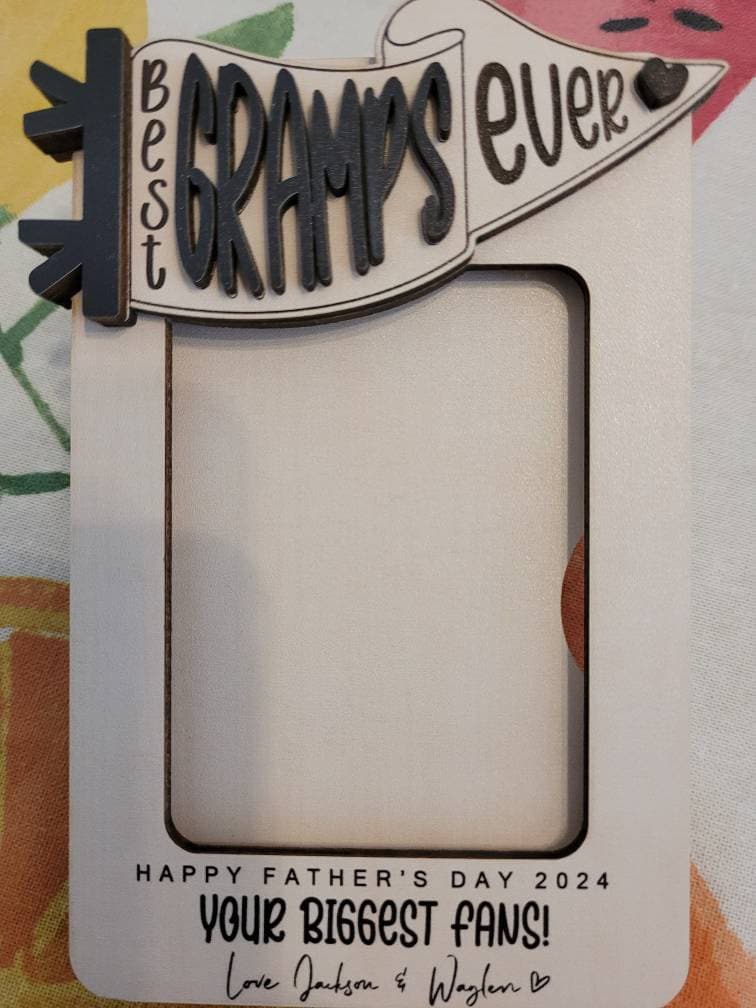 Best GRAMPS ever
HAPPY FATHER'S DAY 2024
YOUR BIGGEST FANS!
Love Jackson & Waylen